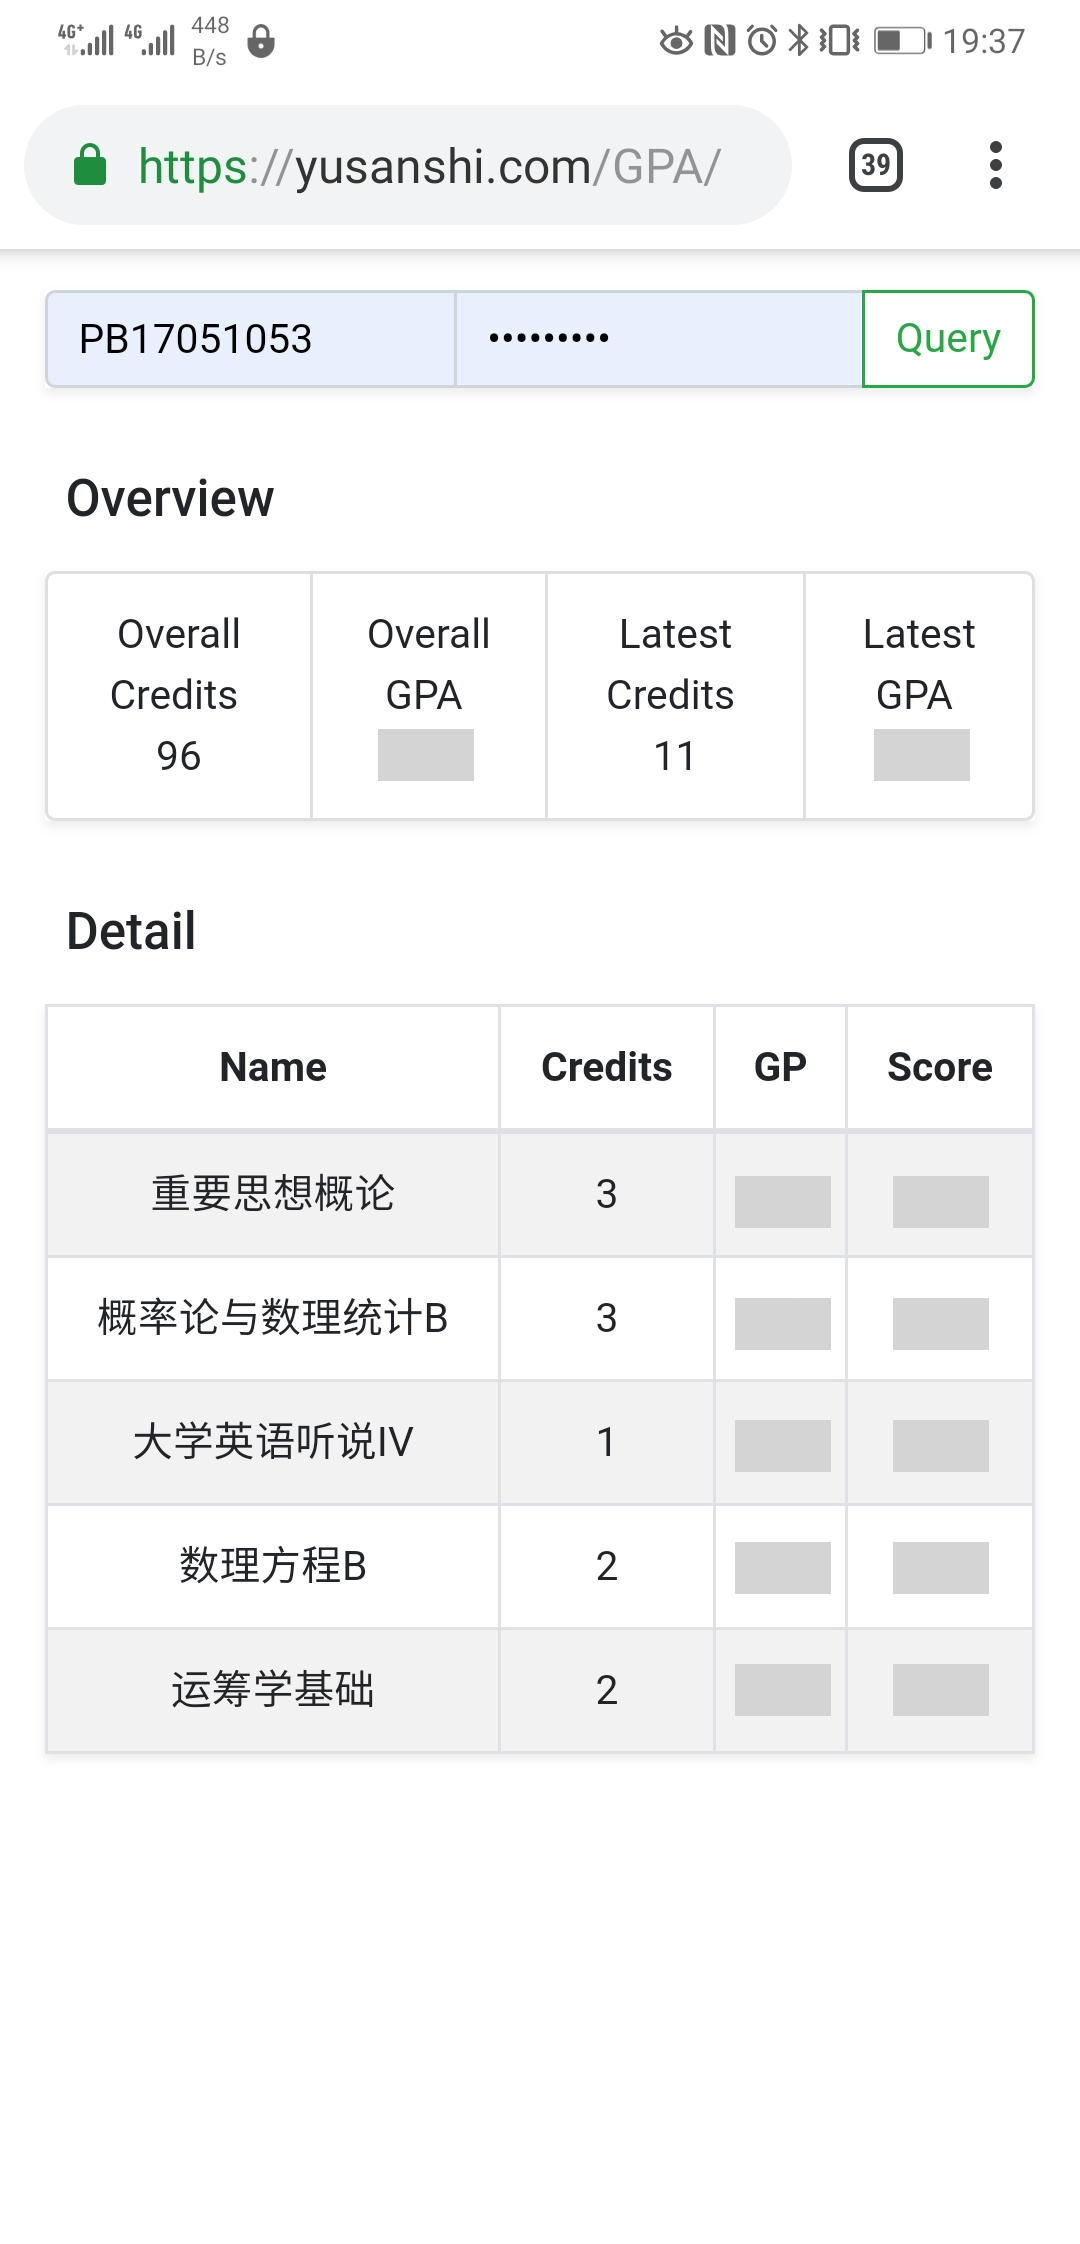 4G+ 4G 448 B/s 19:37
https://yusanshi.com/GPA/ 39
PB17051053 ••••••••• Query
Overview
Overall Credits 96
Overall GPA
Latest Credits 11
Latest GPA
Detail
Name Credits GP Score
重要思想概论 3
概率论与数理统计B 3
大学英语听说IV 1
数理方程B 2
运筹学基础 2